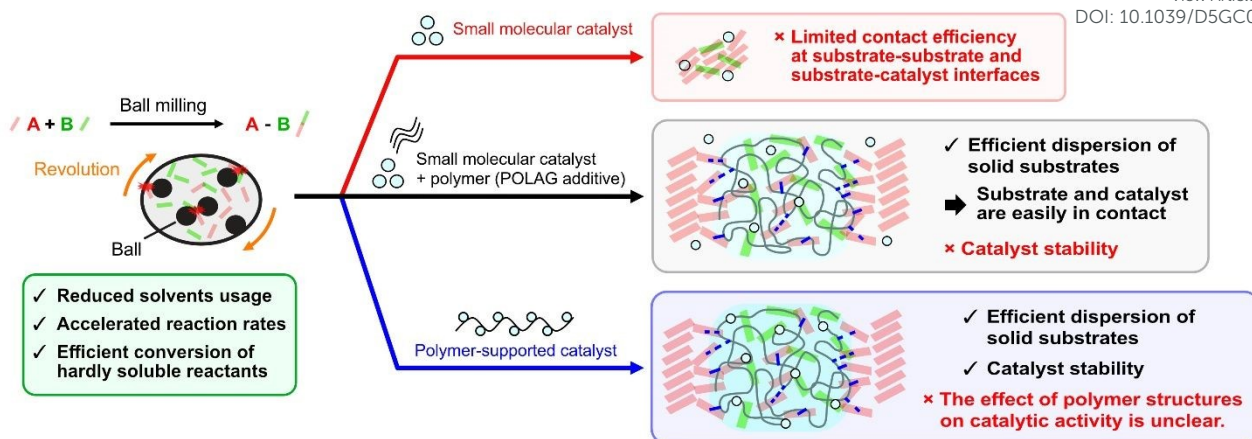 DOI: 10.1039/D5GC0
Small molecular catalyst
× Limited contact efficiency
at substrate-substrate and
substrate-catalyst interfaces
A + B
Ball milling
A - B
Revolution
Ball
Small molecular catalyst
+ polymer (POLAG additive)
✓ Efficient dispersion of
solid substrates
➡ Substrate and catalyst
are easily in contact
× Catalyst stability
✓ Reduced solvents usage
✓ Accelerated reaction rates
✓ Efficient conversion of
hardly soluble reactants
Polymer-supported catalyst
✓ Efficient dispersion of
solid substrates
✓ Catalyst stability
× The effect of polymer structures
on catalytic activity is unclear.